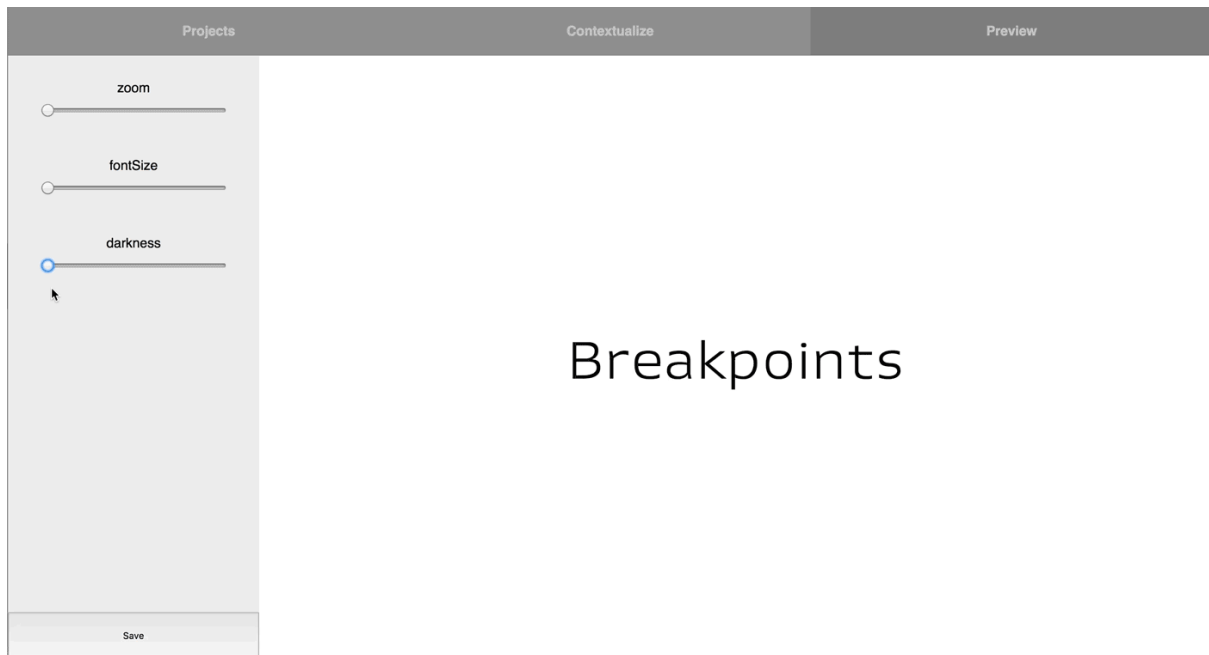 Projects
Contextualize
Preview
zoom
fontSize
darkness
Breakpoints
Save